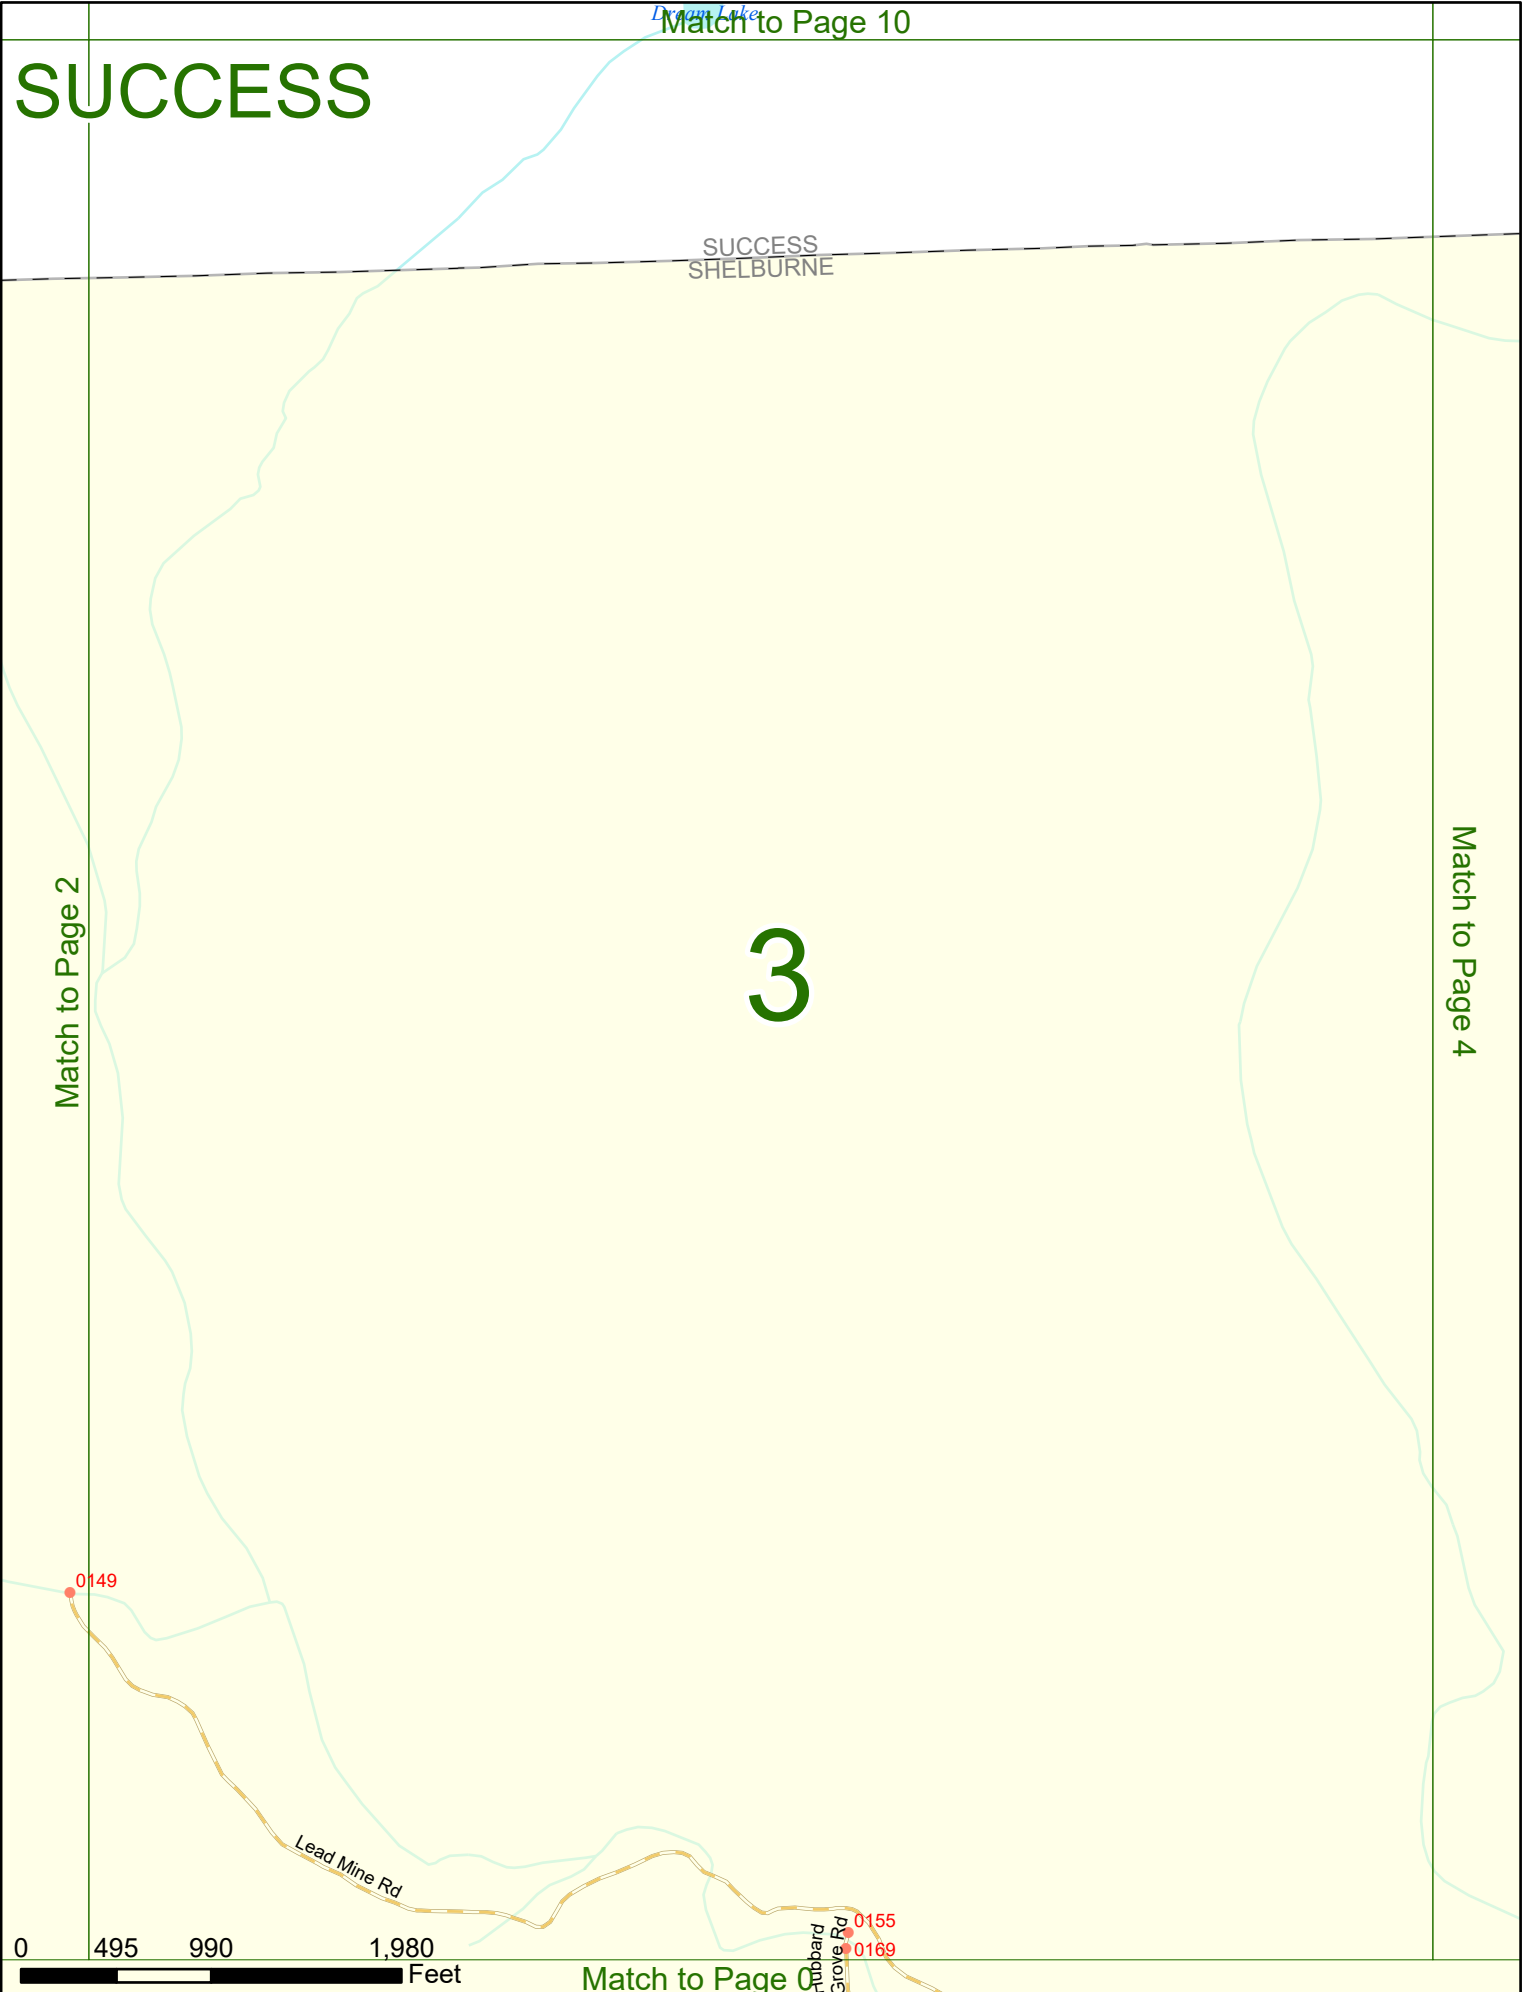 Dream Lake
Match to Page 10
SUCCESS
SUCCESS
SHELBURNE
Match to Page 2
3
Match to Page 4
0149
Lead Mine Rd
Hubbard
Grove Rd
0155
0169
0 495 990 1,980
Feet
Match to Page 0